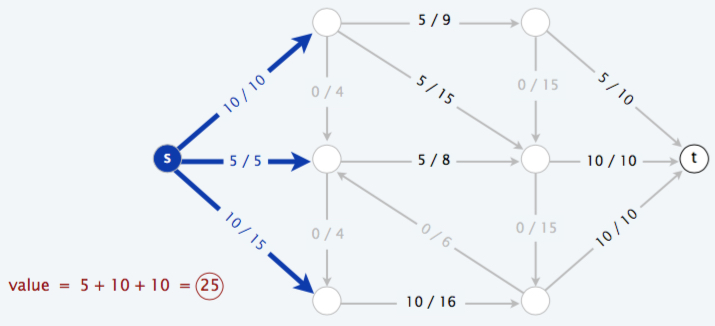 5 / 9
10 / 10
0 / 4
5 / 15
0 / 15
5 / 10
s
5 / 5
5 / 8
10 / 10
t
10 / 15
0 / 4
0 / 6
0 / 15
10 / 10
value = 5 + 10 + 10 = 25
10 / 16